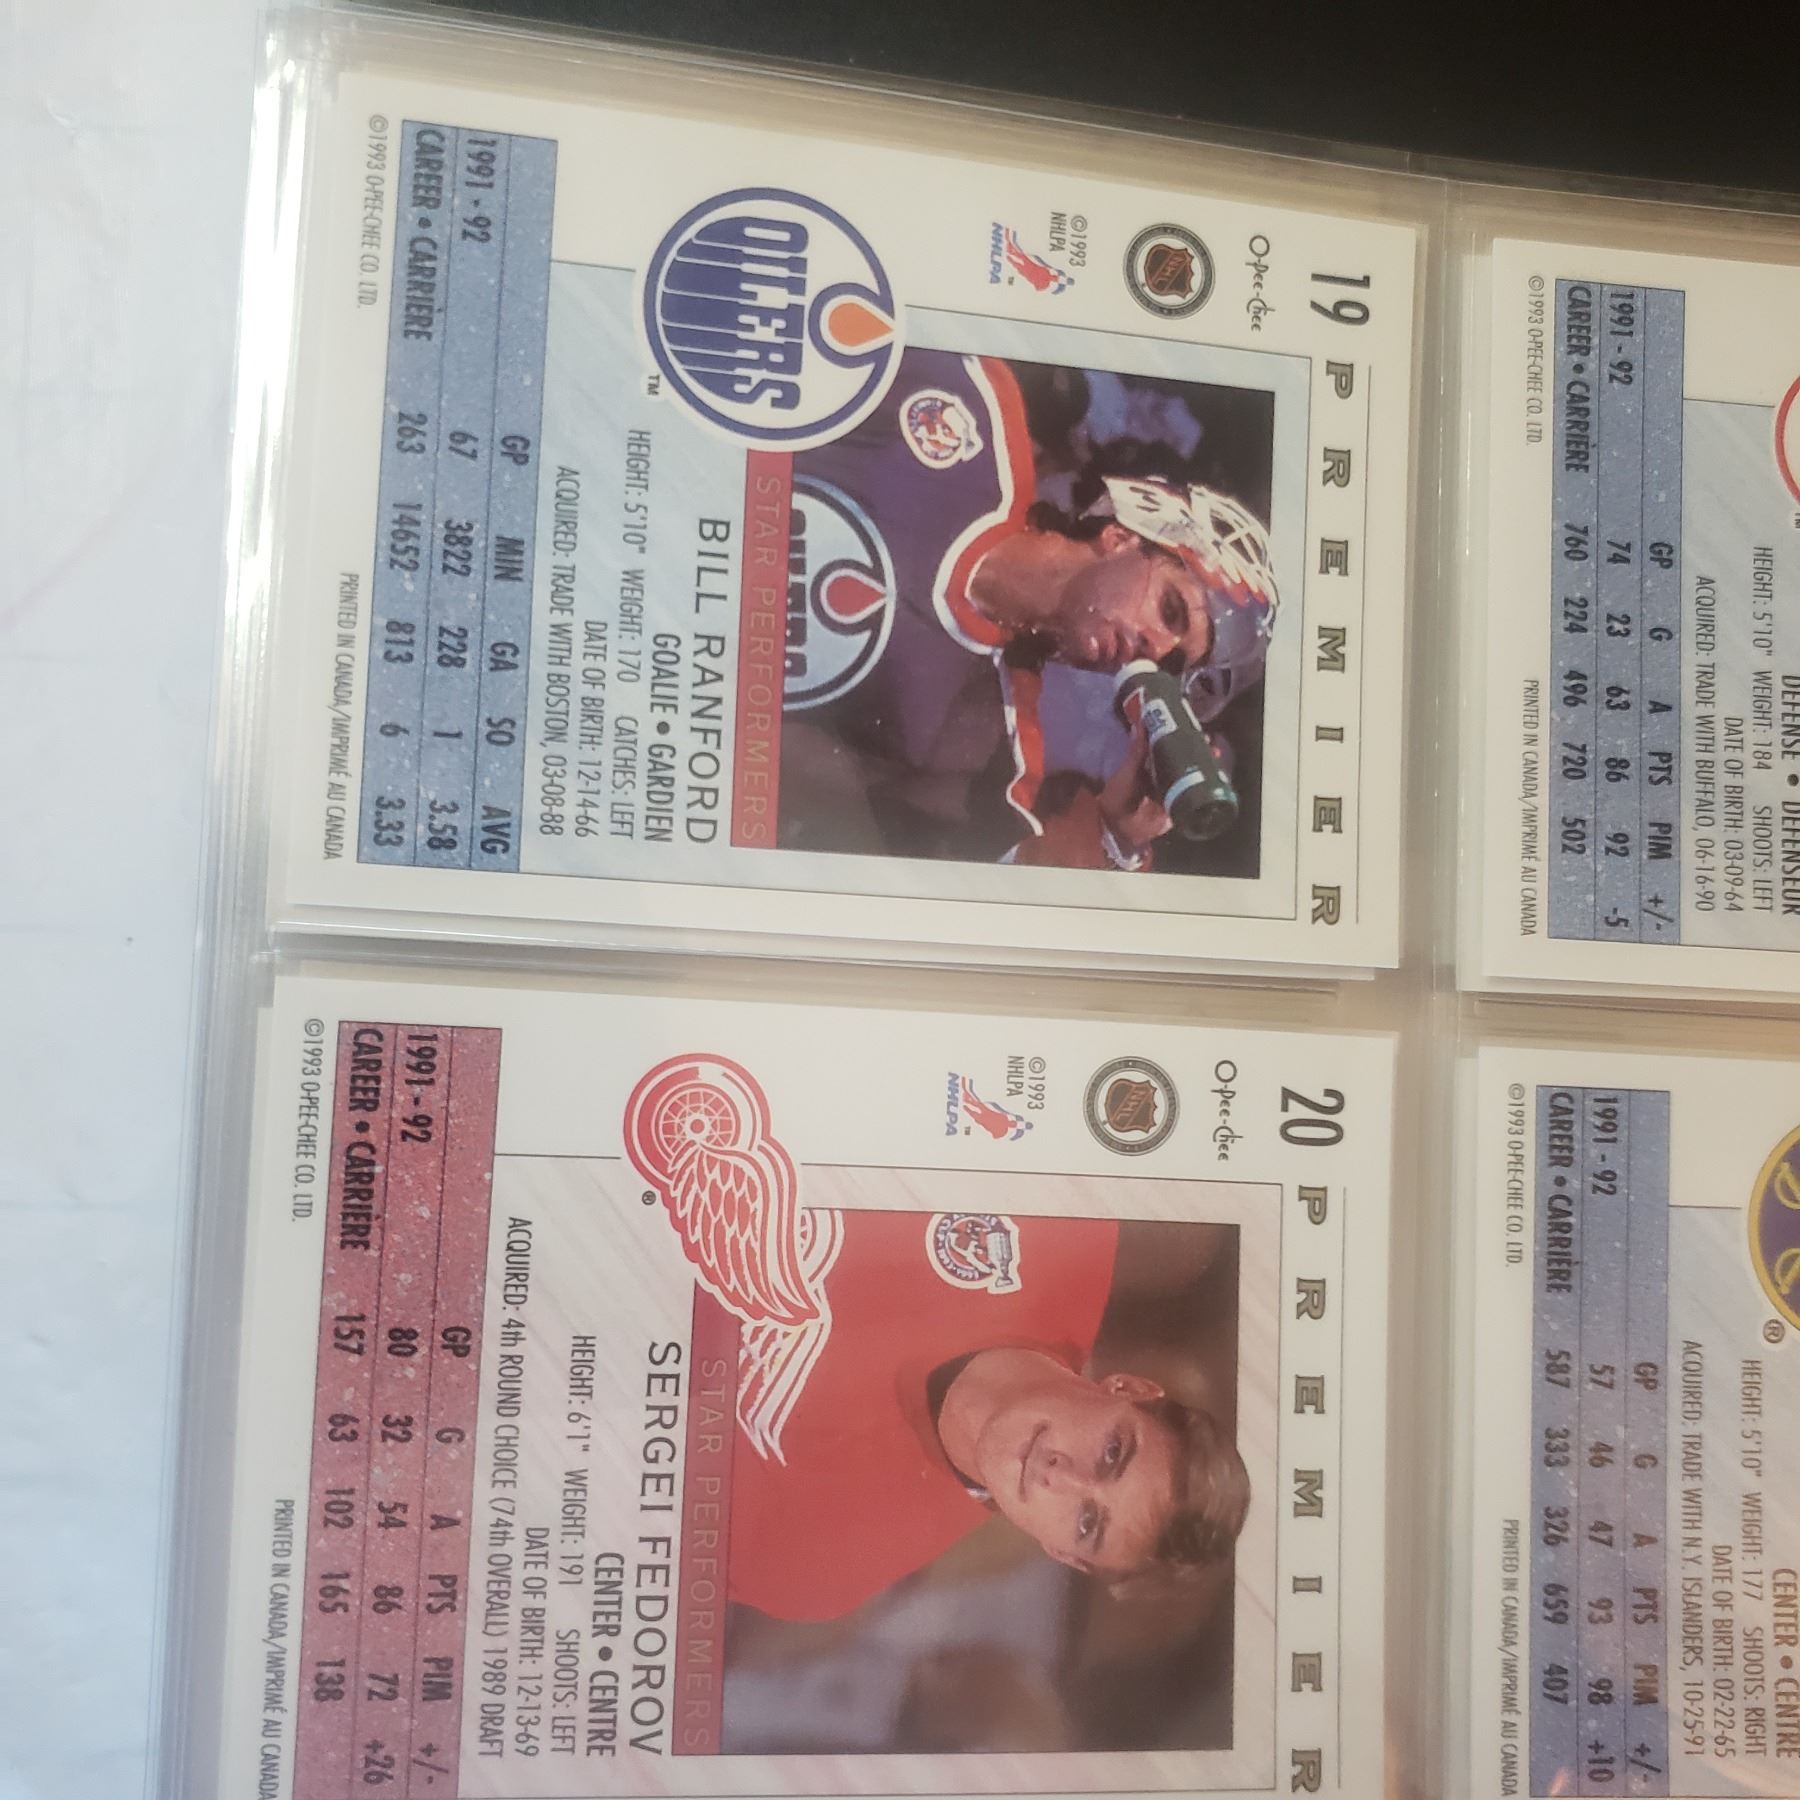 19 PREMIER
O-Pee-Chee
NHL
©1993
NHLPA
NHLPA™
OILERS
™
STAR PERFORMERS
BILL RANFORD
GOALIE • GARDIEN
HEIGHT: 5'10" WEIGHT: 170 CATCHES: LEFT
DATE OF BIRTH: 12-14-66
ACQUIRED: TRADE WITH BOSTON, 03-08-88
GP MIN GA SO AVG
1991 - 92 67 3822 228 1 3.58
CAREER • CARRIÈRE 263 14652 813 6 3.33
©1993 O-PEE-CHEE CO. LTD. PRINTED IN CANADA/IMPRIMÉ AU CANADA
20 PREMIER
O-Pee-Chee
NHL
©1993
NHLPA
NHLPA™
®
STAR PERFORMERS
SERGEI FEDOROV
CENTER • CENTRE
HEIGHT: 6'1" WEIGHT: 191 SHOOTS: LEFT
DATE OF BIRTH: 12-13-69
ACQUIRED: 4th ROUND CHOICE (74th OVERALL) 1989 DRAFT
GP G A PTS PIM +/-
1991 - 92 80 32 54 86 72 +26
CAREER • CARRIÈRE 157 63 102 165 138
©1993 O-PEE-CHEE CO. LTD. PRINTED IN CANADA/IMPRIMÉ AU CANADA
DEFENSE • DEFENSEUR
HEIGHT: 5'10" WEIGHT: 184 SHOOTS: LEFT
DATE OF BIRTH: 03-09-64
ACQUIRED: TRADE WITH BUFFALO, 06-16-90
GP G A PTS PIM +/-
1991 - 92 74 23 63 86 92 -5
CAREER • CARRIÈRE 760 224 496 720 502
©1993 O-PEE-CHEE CO. LTD. PRINTED IN CANADA/IMPRIMÉ AU CANADA
®
CENTER • CENTRE
HEIGHT: 5'10" WEIGHT: 177 SHOOTS: RIGHT
DATE OF BIRTH: 02-22-65
ACQUIRED: TRADE WITH N.Y. ISLANDERS, 10-25-91
GP G A PTS PIM +/-
1991 - 92 57 46 47 93 98 +10
CAREER • CARRIÈRE 587 333 326 659 407
©1993 O-PEE-CHEE CO. LTD. PRINTED IN CANADA/IMPRIMÉ AU CANADA